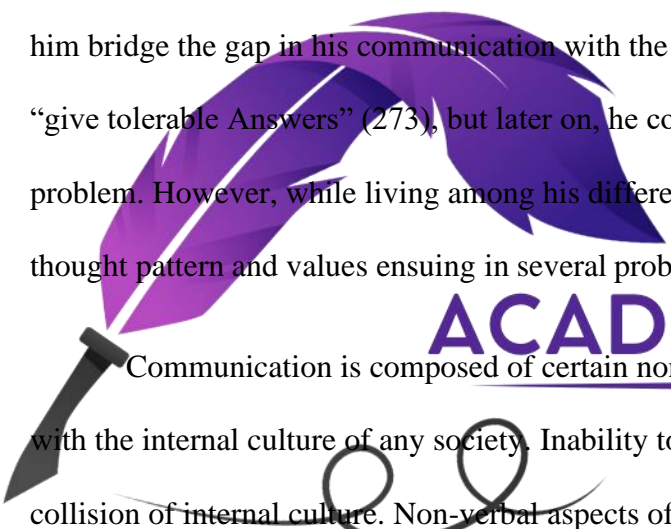 him bridge the gap in his communication with the
“give tolerable Answers” (273), but later on, he co
problem. However, while living among his differe
thought pattern and values ensuing in several prob
ACAD
Communication is composed of certain nor
with the internal culture of any society. Inability to
collision of internal culture. Non-verbal aspects of